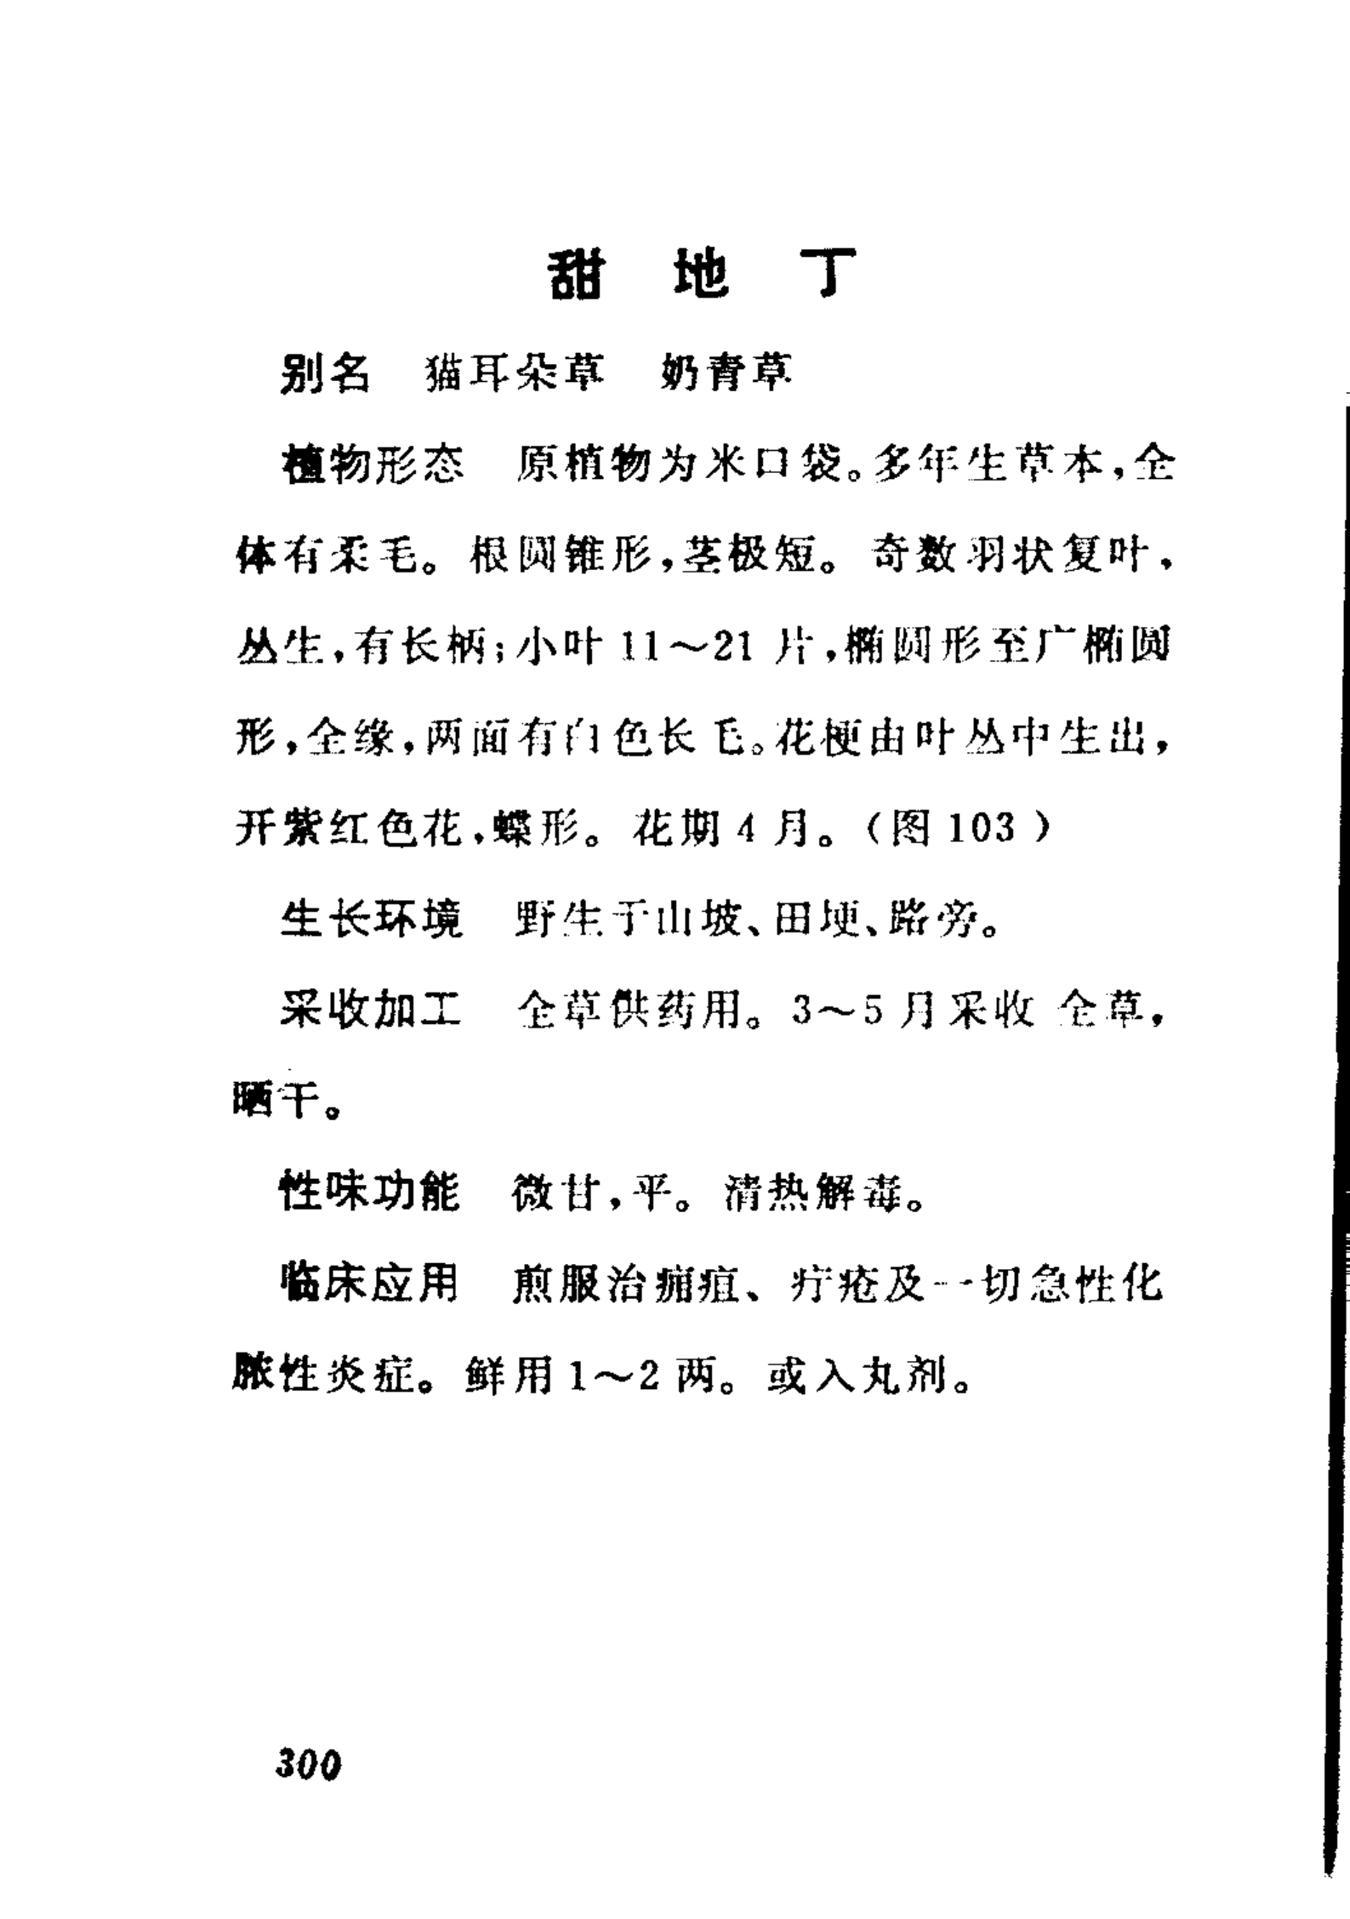 甜地丁
别名 猫耳朵草 奶青草
植物形态 原植物为米口袋。多年生草本，全
体有柔毛。根圆锥形，茎极短。奇数羽状复叶，
丛生，有长柄；小叶11～21片，椭圆形至广椭圆
形，全缘，两面有白色长毛。花梗由叶丛中生出，
开紫红色花，蝶形。花期4月。（图103）
生长环境 野生于山坡、田埂、路旁。
采收加工 全草供药用。3～5月采收全草，
晒干。
性味功能 微甘，平。清热解毒。
临床应用 煎服治痈疽、疔疮及一切急性化
脓性炎症。鲜用1～2两。或入丸剂。
300